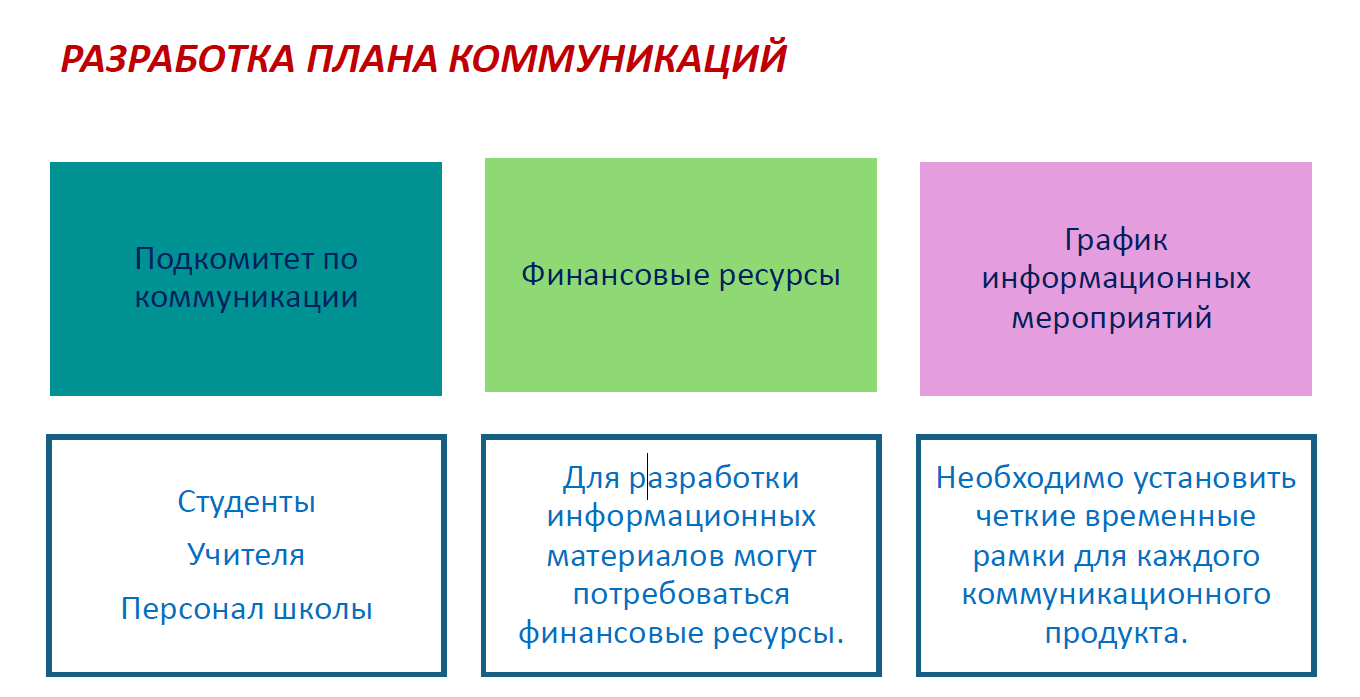 РАЗРАБОТКА ПЛАНА КОММУНИКАЦИЙ
Подкомитет по
коммуникации
Финансовые ресурсы
График
информационных
мероприятий
Студенты
Учителя
Персонал школы
Для разработки
информационных
материалов могут
потребоваться
финансовые ресурсы.
Необходимо установить
четкие временные
рамки для каждого
коммуникационного
продукта.